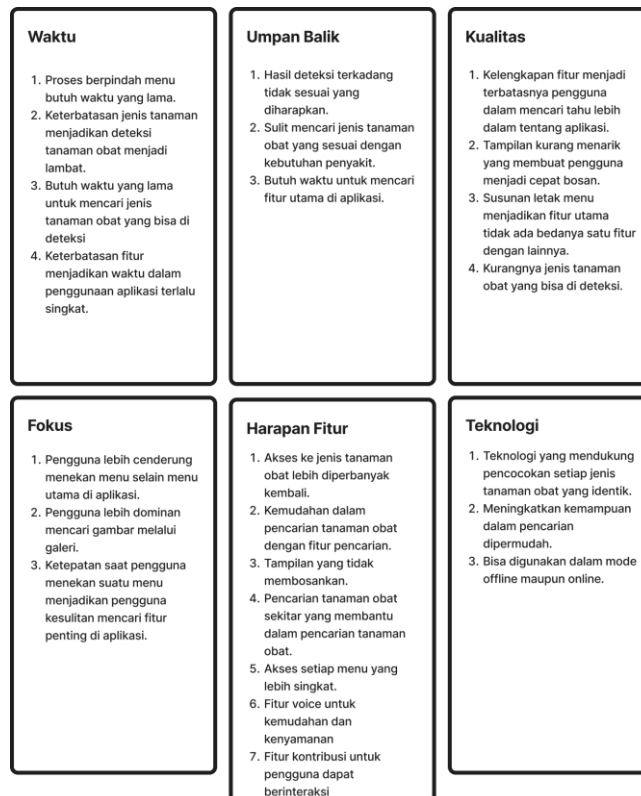 Waktu
1. Proses berpindah menu
butuh waktu yang lama.
2. Keterbatasan jenis tanaman
menjadikan deteksi
tanaman obat menjadi
lambat.
3. Butuh waktu yang lama
untuk mencari jenis
tanaman obat yang bisa di
deteksi
4. Keterbatasan fitur
menjadikan waktu dalam
penggunaan aplikasi terlalu
singkat.
Umpan Balik
1. Hasil deteksi terkadang
tidak sesuai yang
diharapkan.
2. Sulit mencari jenis tanaman
obat yang sesuai dengan
kebutuhan penyakit.
3. Butuh waktu untuk mencari
fitur utama di aplikasi.
Kualitas
1. Kelengkapan fitur menjadi
terbatasnya pengguna
dalam mencari tahu lebih
dalam tentang aplikasi.
2. Tampilan kurang menarik
yang membuat pengguna
menjadi cepat bosan.
3. Susunan letak menu
menjadikan fitur utama
tidak ada bedanya satu fitur
dengan lainnya.
4. Kurangnya jenis tanaman
obat yang bisa di deteksi.
Fokus
1. Pengguna lebih cenderung
menekan menu selain menu
utama di aplikasi.
2. Pengguna lebih dominan
mencari gambar melalui
galeri.
3. Ketepatan saat pengguna
menekan suatu menu
menjadikan pengguna
kesulitan mencari fitur
penting di aplikasi.
Harapan Fitur
1. Akses ke jenis tanaman
obat lebih diperbanyak
kembali.
2. Kemudahan dalam
pencarian tanaman obat
dengan fitur pencarian.
3. Tampilan yang tidak
membosankan.
4. Pencarian tanaman obat
sekitar yang membantu
dalam pencarian tanaman
obat.
5. Akses setiap menu yang
lebih singkat.
6. Fitur voice untuk
kemudahan dan
kenyamanan
7. Fitur kontribusi untuk
pengguna dapat
berinteraksi
Teknologi
1. Teknologi yang mendukung
pencocokan setiap jenis
tanaman obat yang identik.
2. Meningkatkan kemampuan
dalam pencarian
dipermudah.
3. Bisa digunakan dalam mode
offline maupun online.